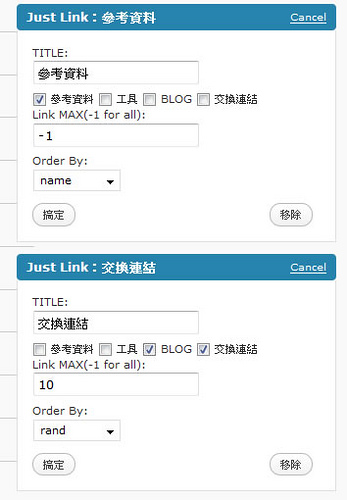 Just Link：參考資料 Cancel
TITLE:
參考資料
參考資料 工具 BLOG 交換連結
Link MAX(-1 for all):
-1
Order By:
name
搞定 移除
Just Link：交換連結 Cancel
TITLE:
交換連結
參考資料 工具 BLOG 交換連結
Link MAX(-1 for all):
10
Order By:
rand
搞定 移除